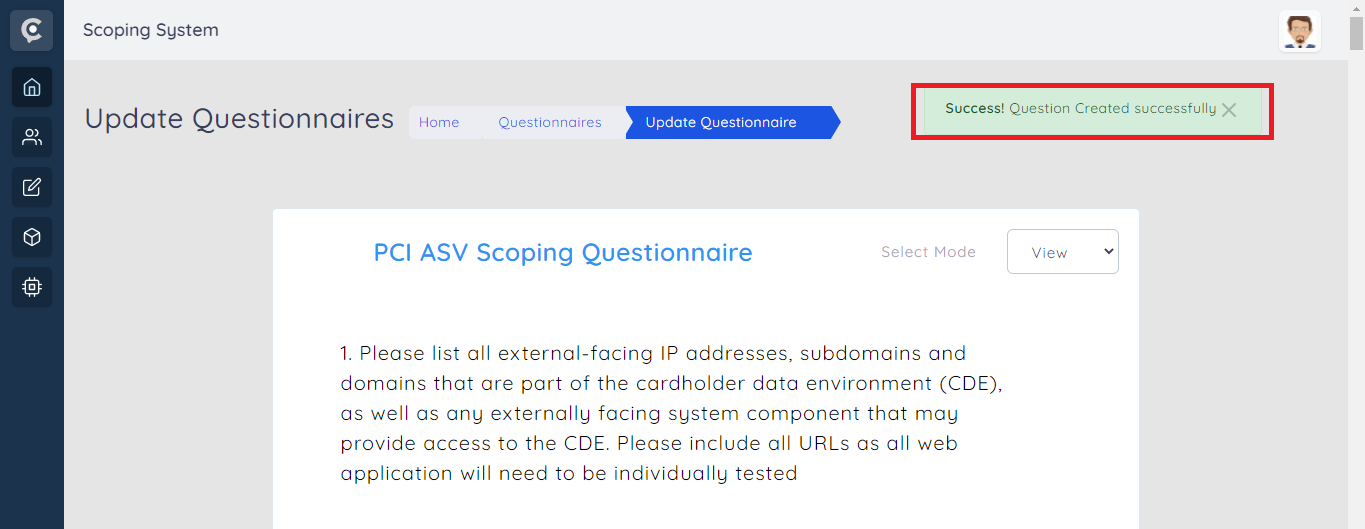 Scoping System
Update Questionnaires
Home
Questionnaires
Update Questionnaire
Success! Question Created successfully
PCI ASV Scoping Questionnaire
Select Mode
View
1. Please list all external-facing IP addresses, subdomains and
domains that are part of the cardholder data environment (CDE),
as well as any externally facing system component that may
provide access to the CDE. Please include all URLs as all web
application will need to be individually tested